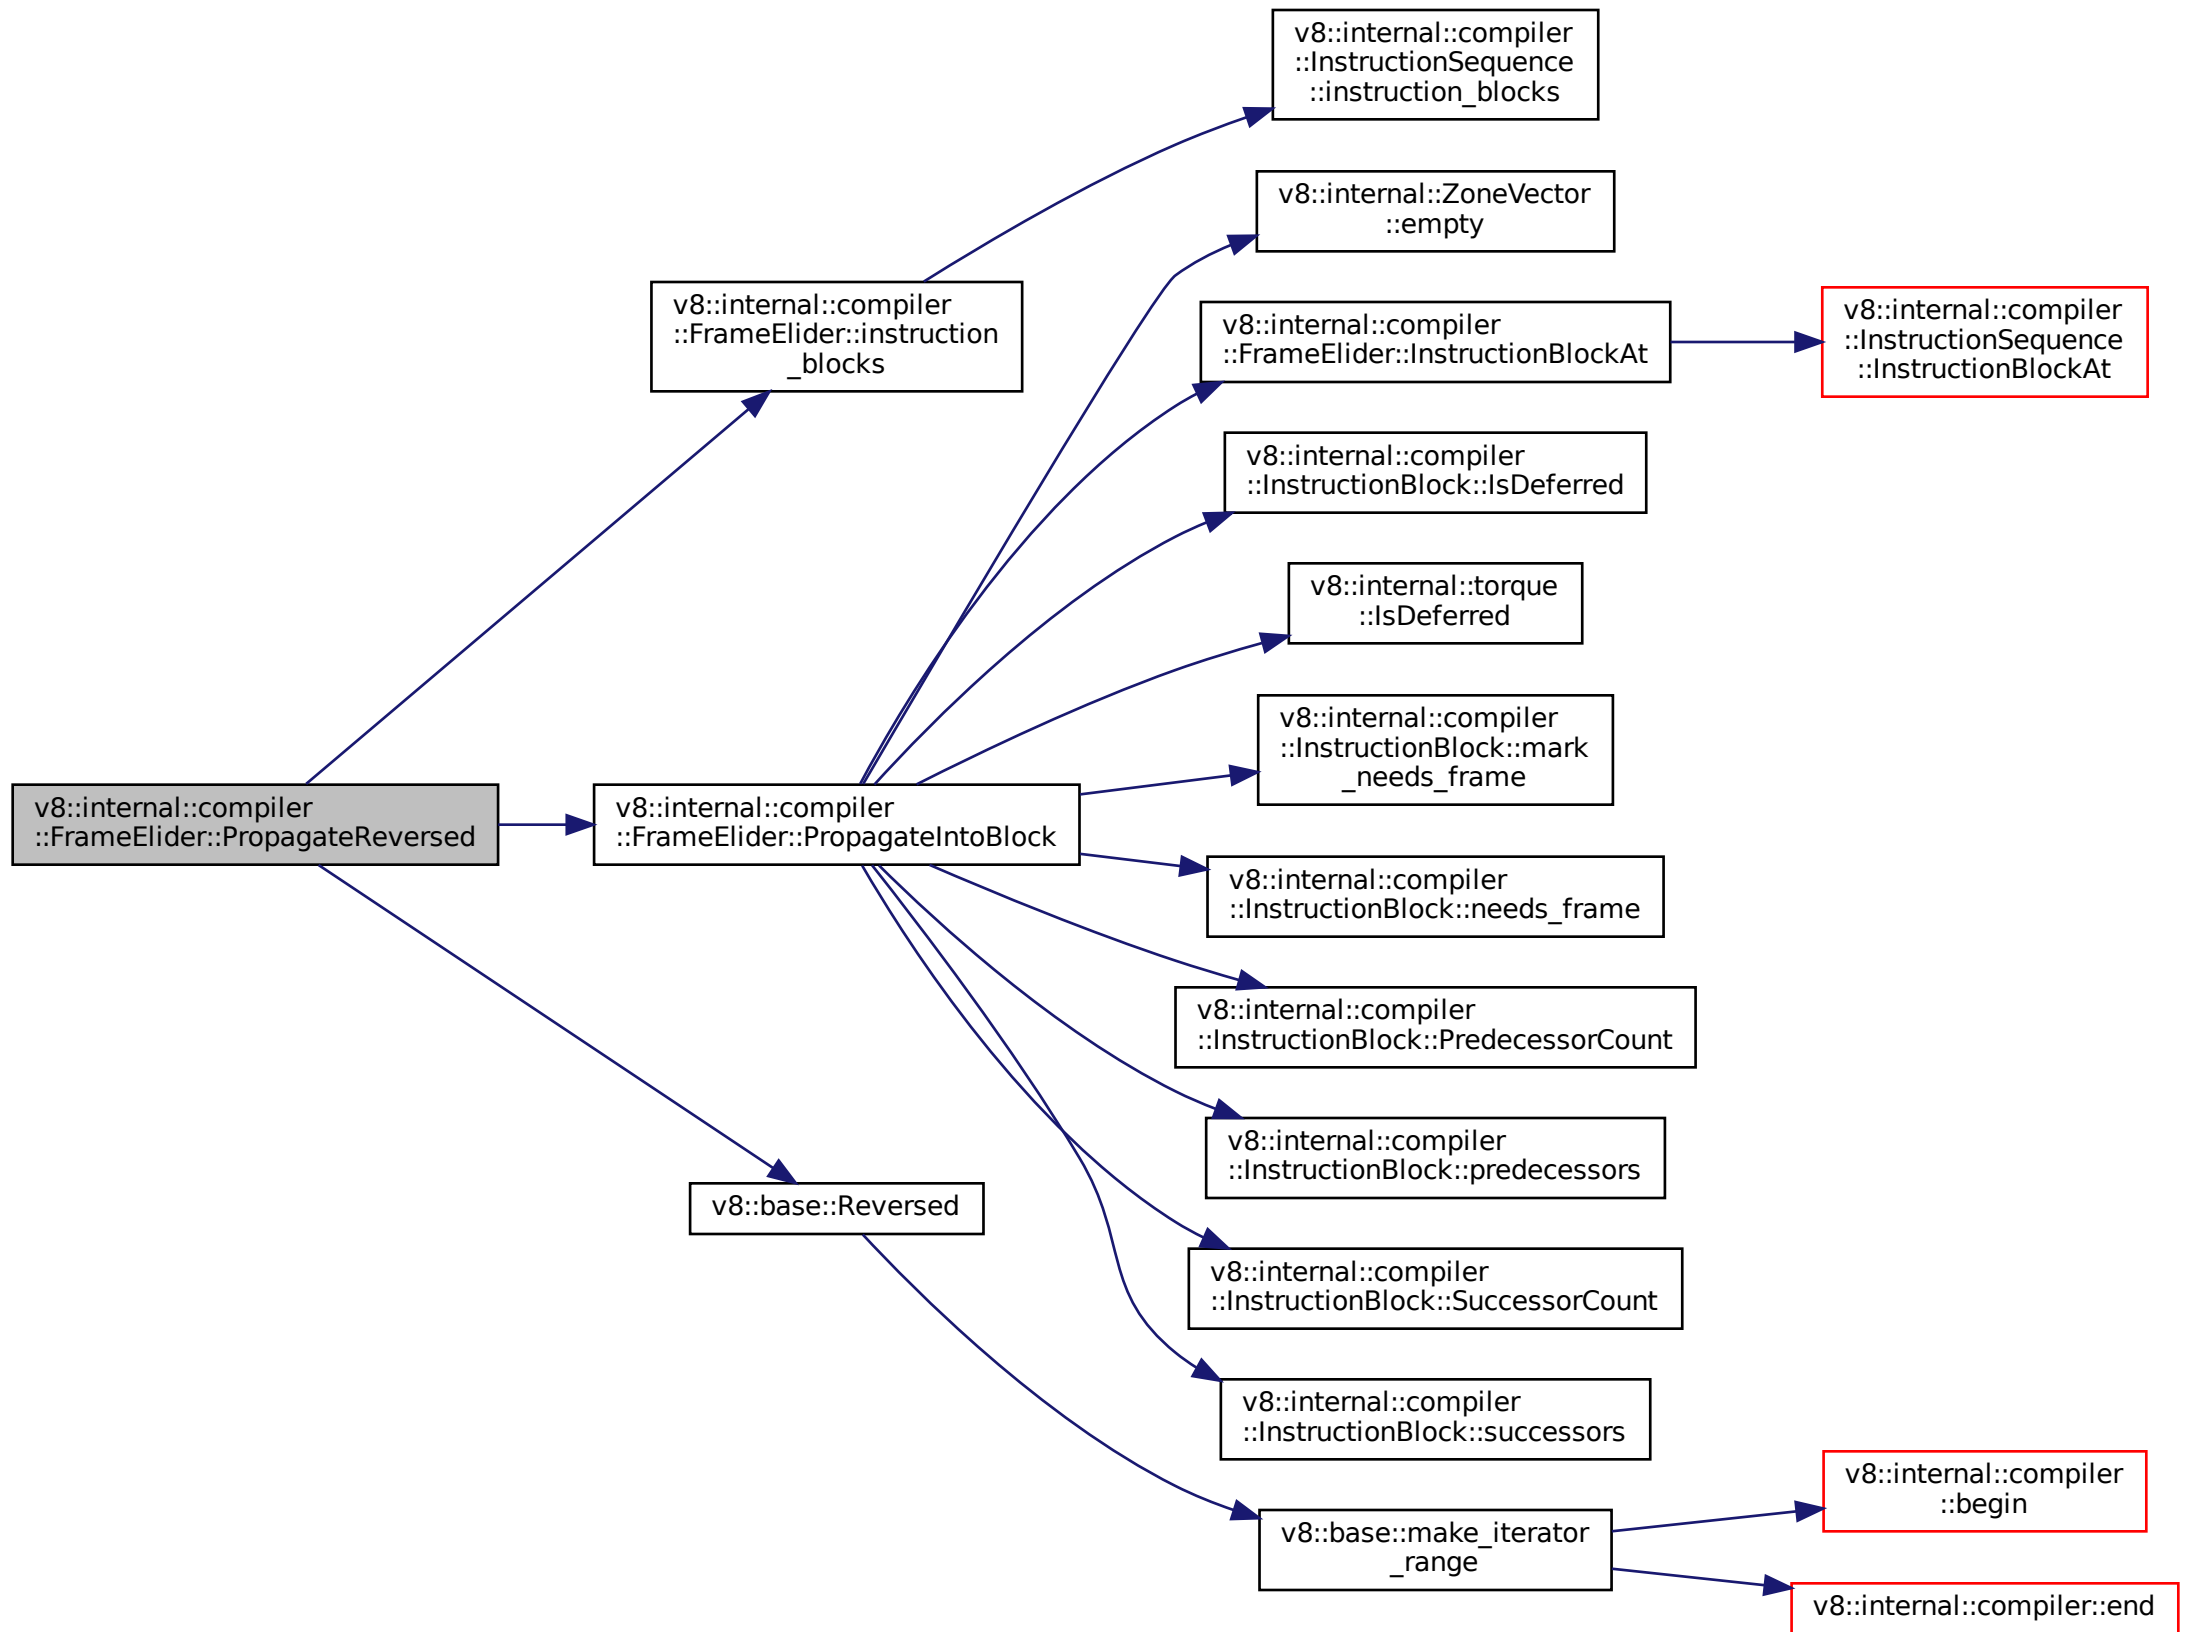 v8::internal::compiler
::InstructionSequence
::instruction_blocks
v8::internal::ZoneVector
::empty
v8::internal::compiler
::FrameElider::instruction
_blocks
v8::internal::compiler
::FrameElider::InstructionBlockAt
v8::internal::compiler
::InstructionSequence
::InstructionBlockAt
v8::internal::compiler
::InstructionBlock::IsDeferred
v8::internal::torque
::IsDeferred
v8::internal::compiler
::InstructionBlock::mark
_needs_frame
v8::internal::compiler
::FrameElider::PropagateReversed
v8::internal::compiler
::FrameElider::PropagateIntoBlock
v8::internal::compiler
::InstructionBlock::needs_frame
v8::internal::compiler
::InstructionBlock::PredecessorCount
v8::internal::compiler
::InstructionBlock::predecessors
v8::base::Reversed
v8::internal::compiler
::InstructionBlock::SuccessorCount
v8::internal::compiler
::InstructionBlock::successors
v8::base::make_iterator
_range
v8::internal::compiler
::begin
v8::internal::compiler::end